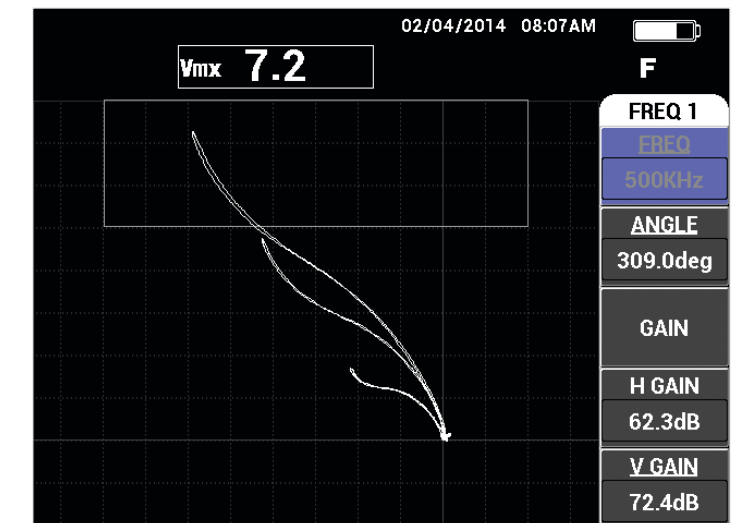 02/04/2014 08:07AM
Vmx 7.2
F
FREQ 1
FREQ
500KHz
ANGLE
309.0deg
GAIN
H GAIN
62.3dB
V GAIN
72.4dB